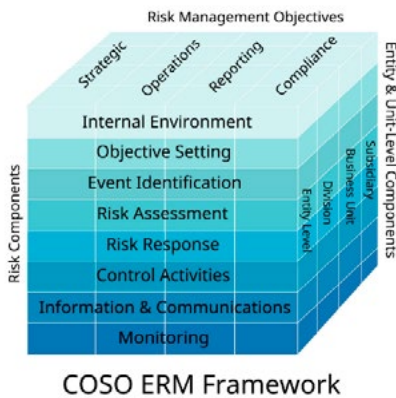 Risk Management Objectives
Strategic
Operations
Reporting
Compliance
Entity & Unit-Level Components
Risk Components
Internal Environment
Objective Setting
Event Identification
Risk Assessment
Risk Response
Control Activities
Information & Communications
Monitoring
Entity Level
Division
Business Unit
Subsidiary
COSO ERM Framework